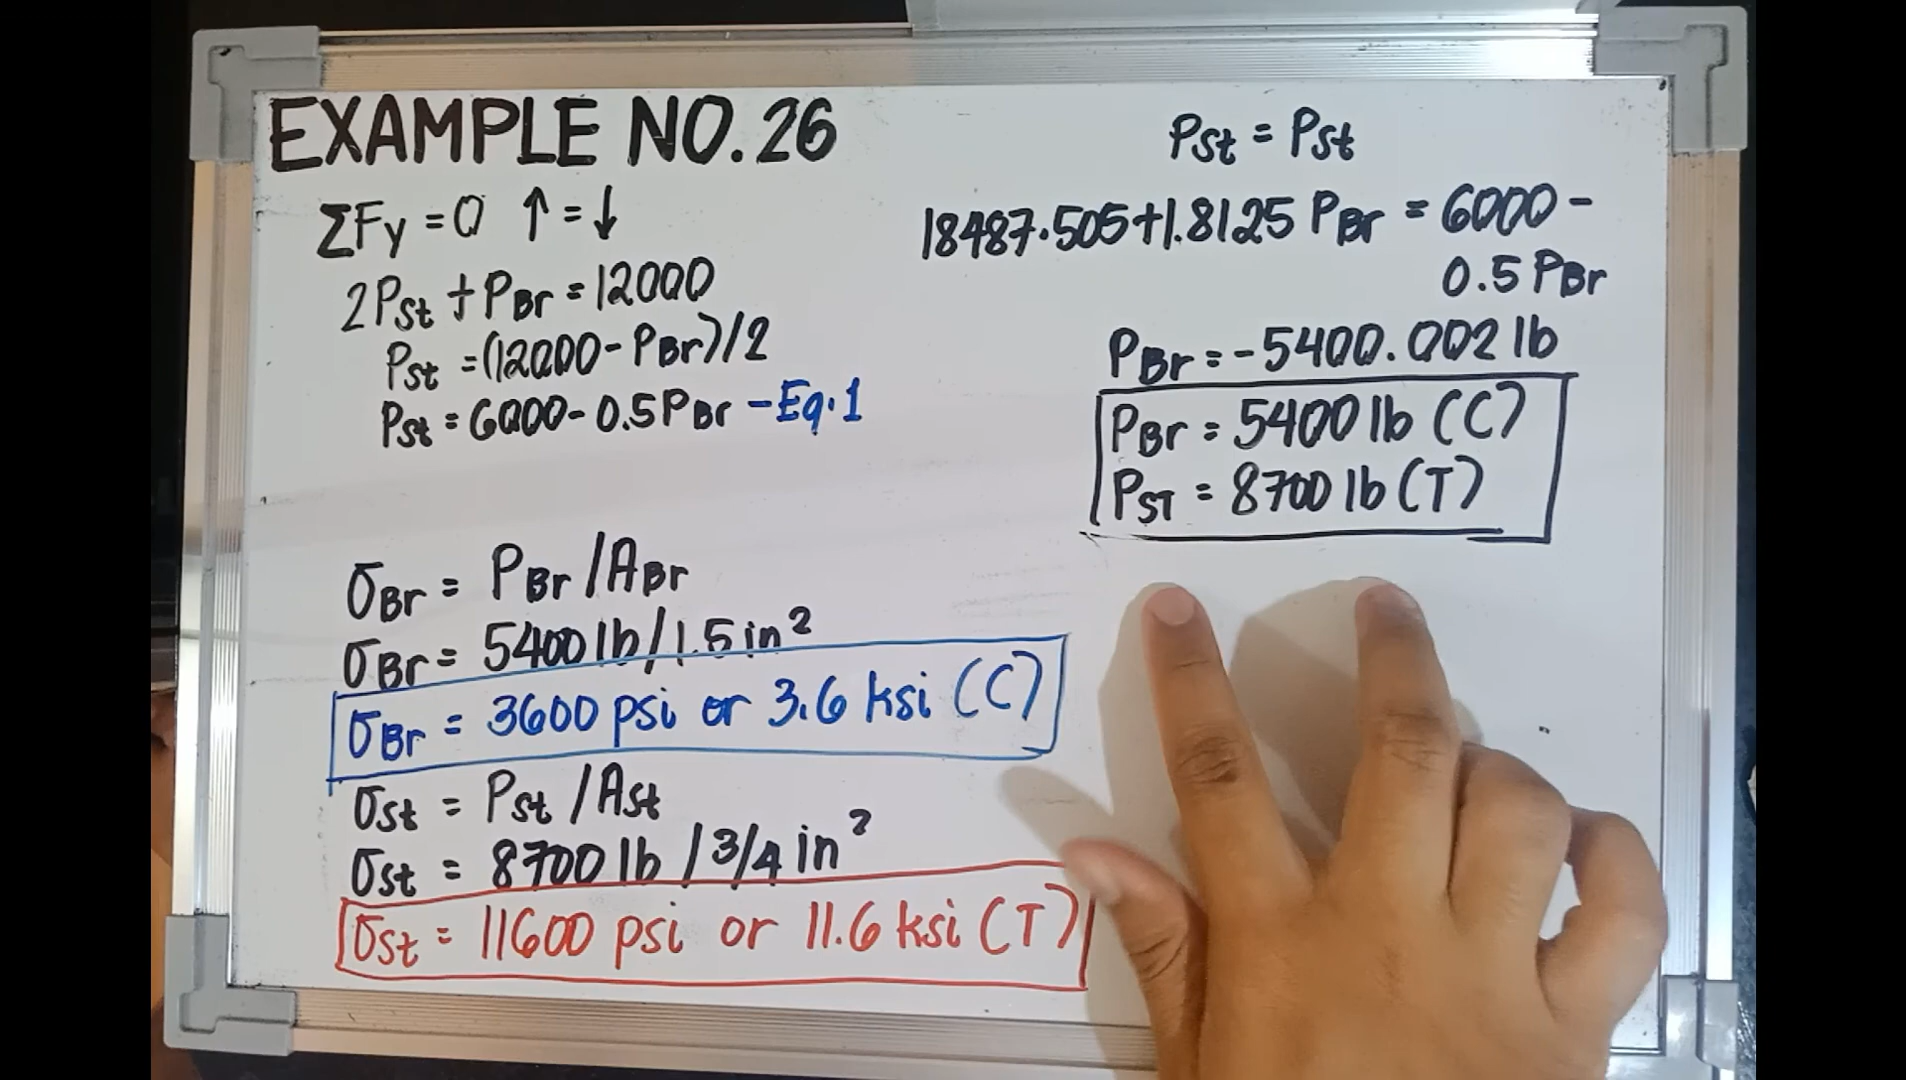 EXAMPLE NO.26
ΣFy = 0 ↑ = ↓
2Pst + PBr = 12000
Pst = (12000 - PBr)/2
Pst = 6000 - 0.5PBr - Eq.1
σBr = PBr/ABr
σBr = 5400 lb/1.5 in²
σBr = 3600 psi or 3.6 ksi (C)
σst = Pst/Ast
σst = 8700 lb / 3/4 in²
σst = 11600 psi or 11.6 ksi (T)
Pst = Pst
18487.505+1.8125 PBr = 6000 -
0.5 PBr
PBr = -5400.002 lb
PBr = 5400 lb (C)
PST = 8700 lb (T)